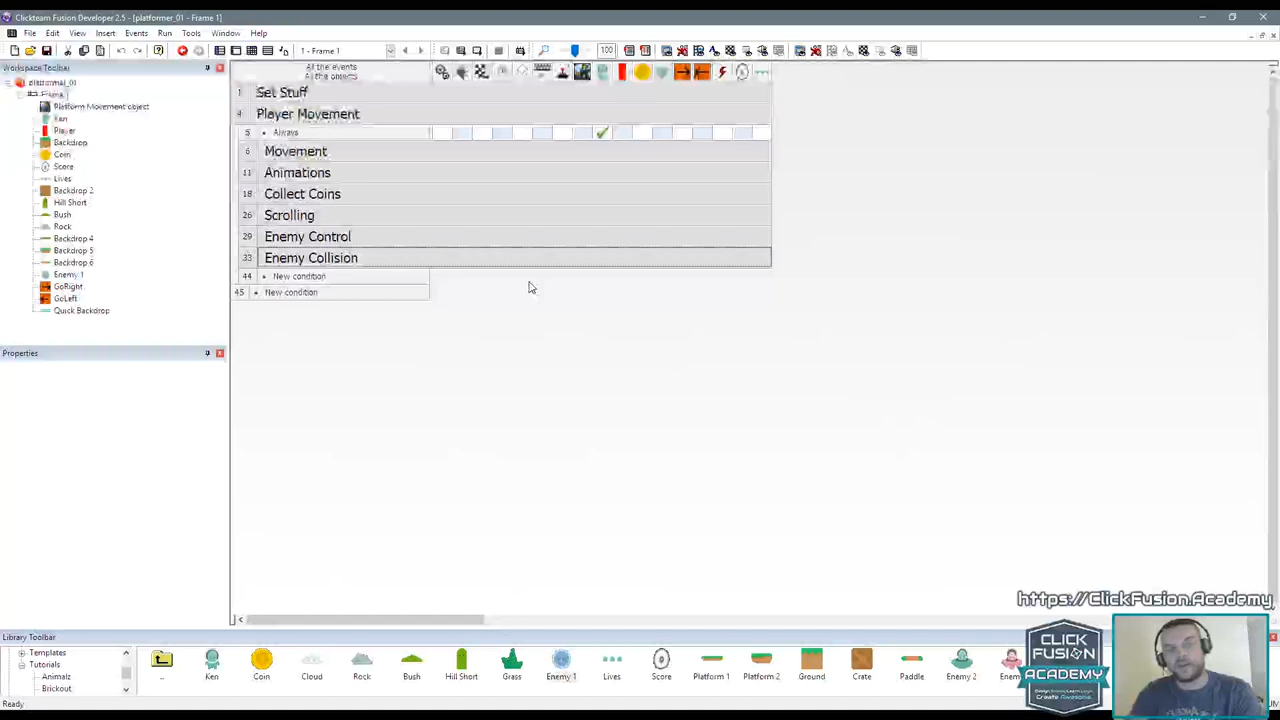 Clickteam Fusion Developer 2.5 - [platformer_01 - Frame 1]
File Edit View Insert Events Run Tools Window Help
1 - Frame 1
100
Workspace Toolbar
platformer_01
Frame
Platform Movement object
Ken
Player
Backdrop
Coin
Score
Lives
Backdrop 2
Hill Short
Bush
Rock
Backdrop 4
Backdrop 5
Backdrop 6
Enemy 1
GoRight
GoLeft
Quick Backdrop
Properties
All the events
All the objects
1 Set Stuff
4 Player Movement
5 • Always
6 Movement
11 Animations
18 Collect Coins
26 Scrolling
29 Enemy Control
33 Enemy Collision
44 • New condition
45 • New condition
https://ClickFusion.Academy
CLICK
FUSION
ACADEMY
Create Awesome.
Library Toolbar
Templates
Tutorials
Animalz
Brickout
..
Ken
Coin
Cloud
Rock
Bush
Hill Short
Grass
Enemy 1
Lives
Score
Platform 1
Platform 2
Ground
Crate
Paddle
Enemy 2
Ready